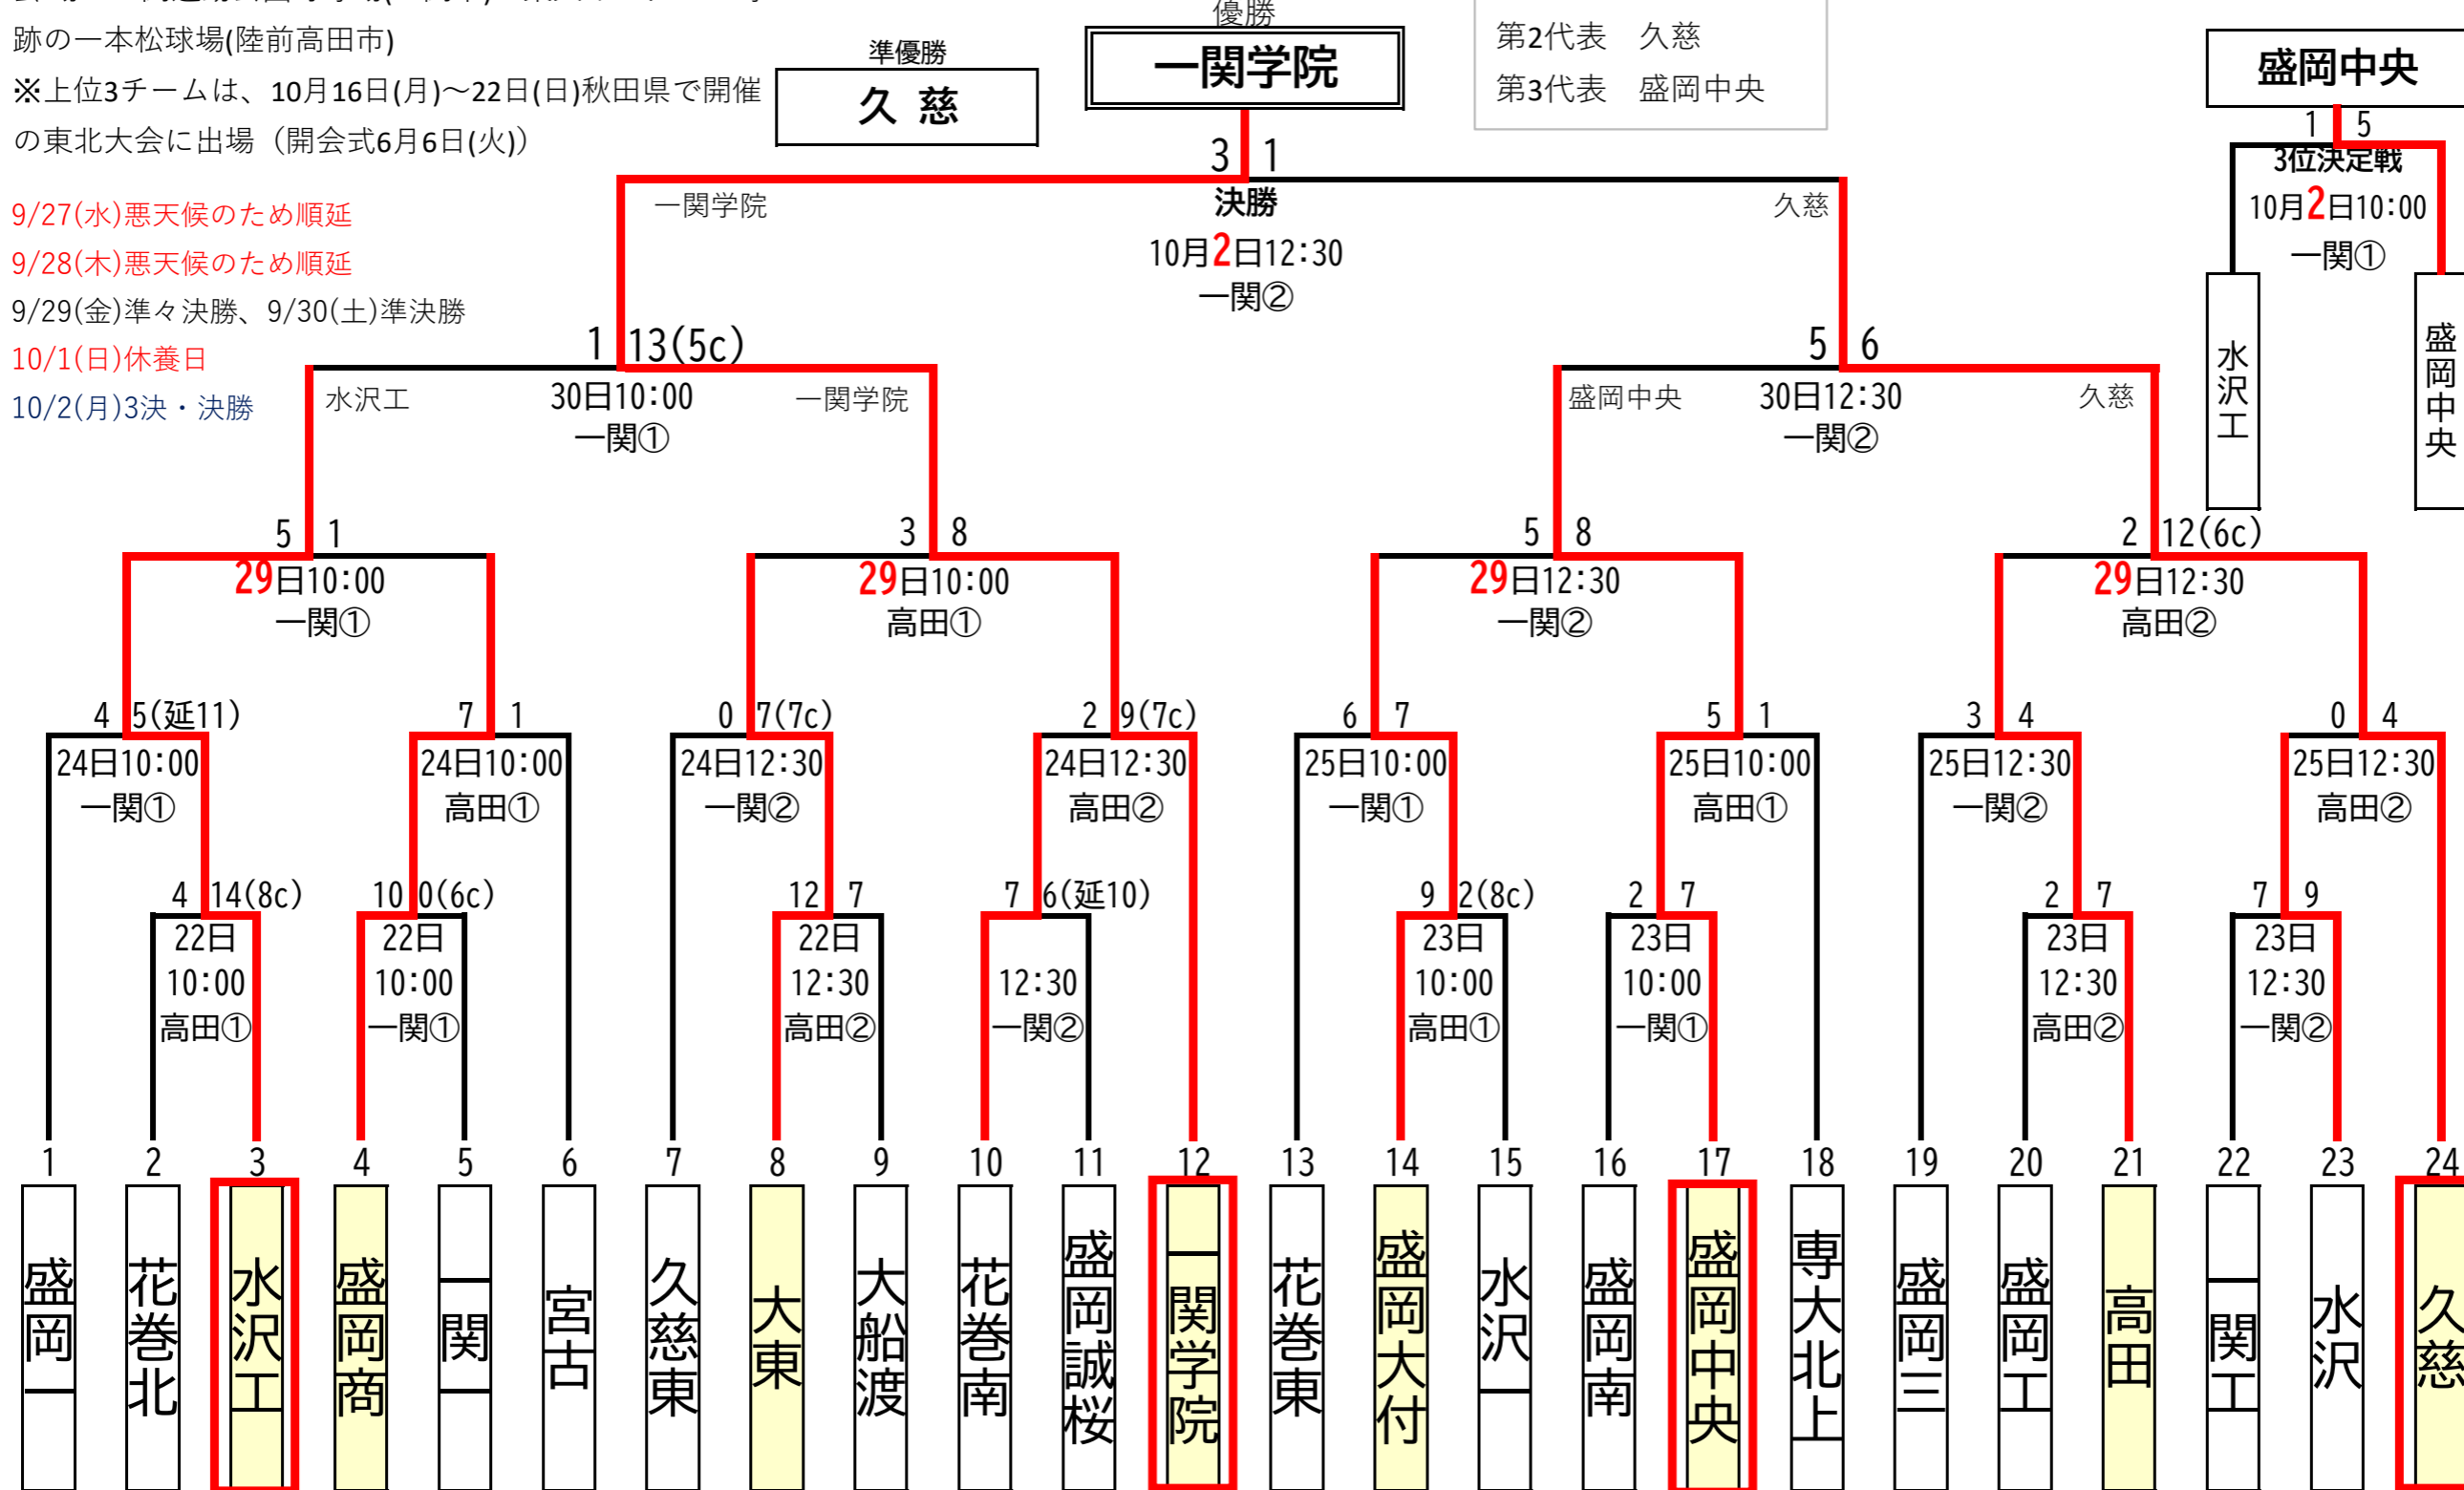 跡の一本松球場(陸前高田市)
※上位3チームは、10月16日(月)～22日(日)秋田県で開催
の東北大会に出場（開会式6月6日(火)）
9/27(水)悪天候のため順延
9/28(木)悪天候のため順延
9/29(金)準々決勝、9/30(土)準決勝
10/1(日)休養日
10/2(月)3決・決勝
準優勝
久 慈
優勝
一関学院
第2代表 久慈
第3代表 盛岡中央
盛岡中央
1 5
3位決定戦
10月2日10:00
一関①
水沢工
盛岡中央
3 1
一関学院
決勝
久慈
10月2日12:30
一関②
1 13(5c)
水沢工
30日10:00
一関学院
一関①
5 6
盛岡中央
30日12:30
久慈
一関②
5 1
29日10:00
一関①
3 8
29日10:00
高田①
5 8
29日12:30
一関②
2 12(6c)
29日12:30
高田②
4 5(延11)
24日10:00
一関①
7 1
24日10:00
高田①
0 7(7c)
24日12:30
一関②
2 9(7c)
24日12:30
高田②
6 7
25日10:00
一関①
5 1
25日10:00
高田①
3 4
25日12:30
一関②
0 4
25日12:30
高田②
4 14(8c)
22日
10:00
高田①
10 0(6c)
22日
10:00
一関①
12 7
22日
12:30
高田②
7 6(延10)
12:30
一関②
9 2(8c)
23日
10:00
高田①
2 7
23日
10:00
一関①
2 7
23日
12:30
高田②
7 9
23日
12:30
一関②
1 2 3 4 5 6 7 8 9 10 11 12 13 14 15 16 17 18 19 20 21 22 23 24
盛岡一
花巻北
水沢工
盛岡商
一関一
宮古
久慈東
大東
大船渡
花巻南
盛岡誠桜
一関学院
花巻東
盛岡大付
水沢一
盛岡南
盛岡中央
専大北上
盛岡三
盛岡工
高田
一関工
水沢
久慈